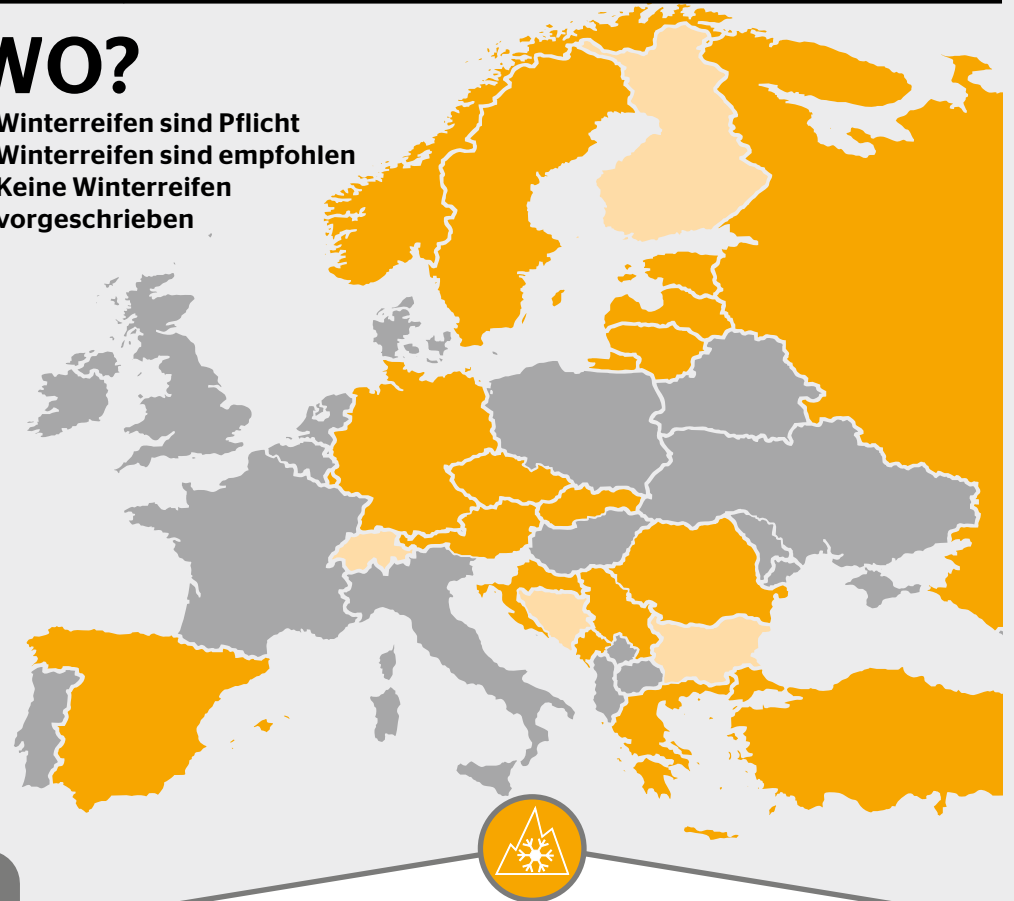 WO?
Winterreifen sind Pflicht
Winterreifen sind empfohlen
Keine Winterreifen
vorgeschrieben